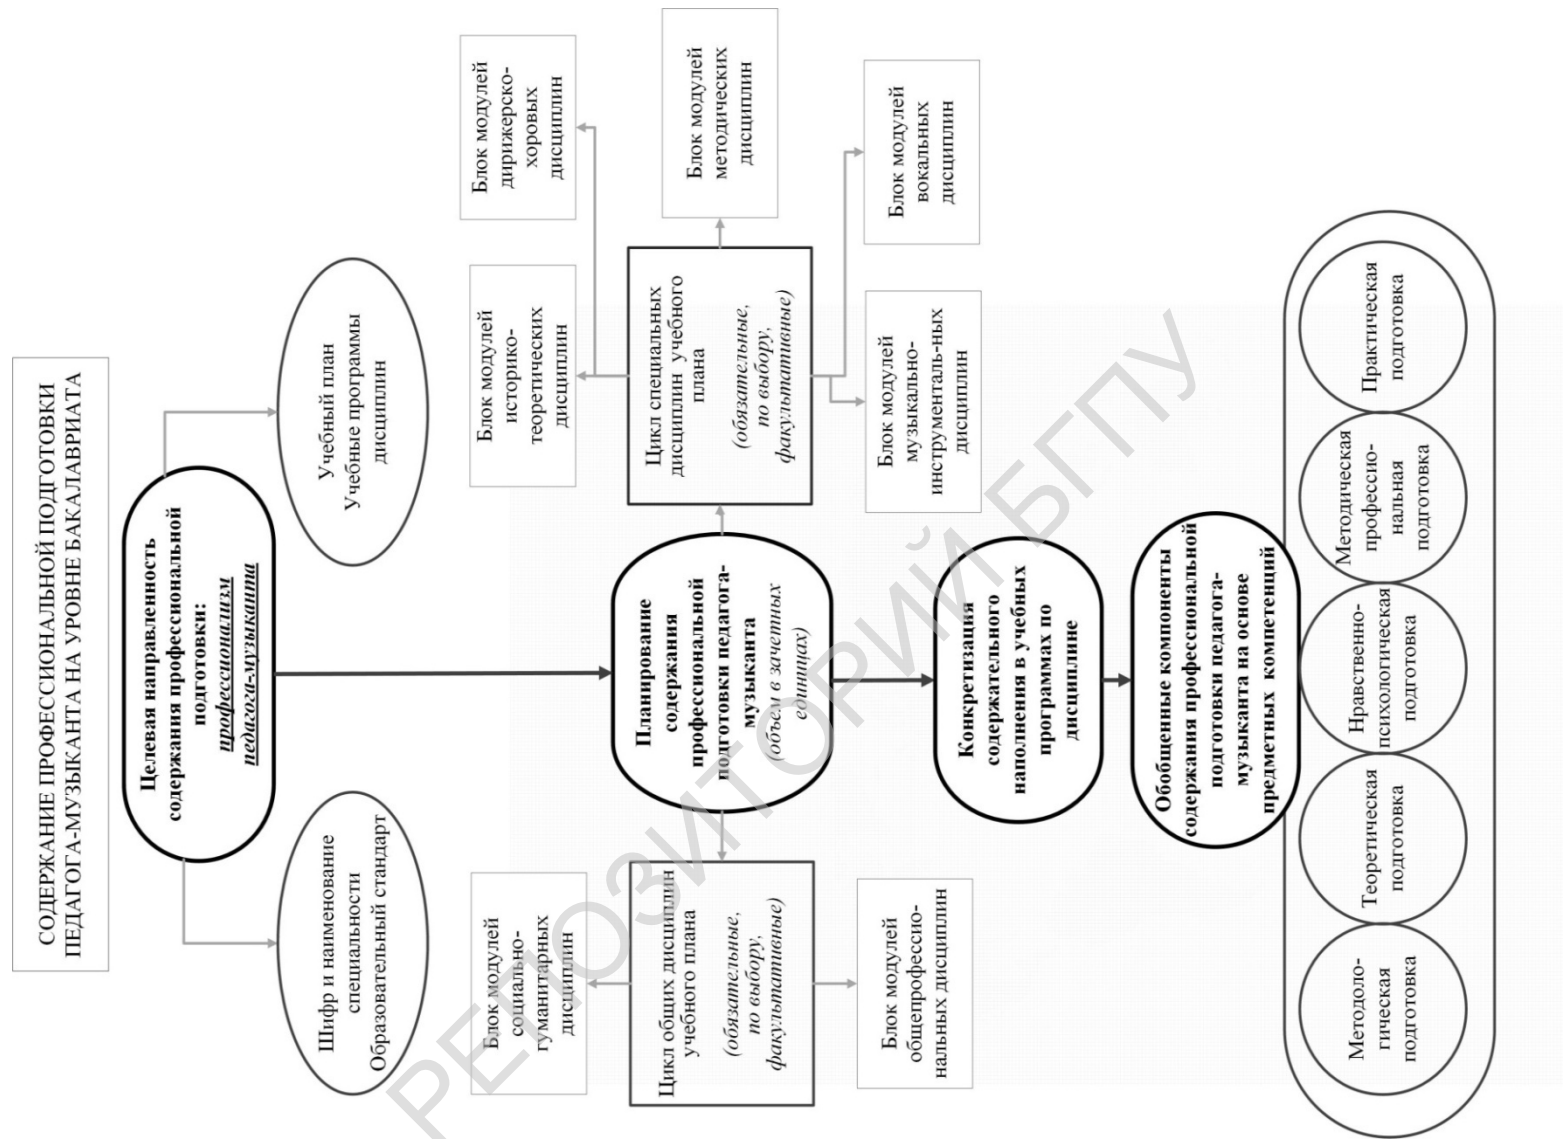 СОДЕРЖАНИЕ ПРОФЕССИОНАЛЬНОЙ ПОДГОТОВКИ
ПЕДАГОГА-МУЗЫКАНТА НА УРОВНЕ БАКАЛАВРИАТА
Целевая направленность
содержания профессиональной
подготовки:
профессионализм
педагога-музыканта
Шифр и наименование
специальности
Образовательный стандарт
Учебный план
Учебные программы
дисциплин
Блок модулей
социально-
гуманитарных
дисциплин
Блок модулей
историко-
теоретических
дисциплин
Блок модулей
дирижерско-
хоровых
дисциплин
Цикл общих дисциплин
учебного плана
(обязательные,
по выбору,
факультативные)
Планирование
содержания
профессиональной
подготовки педагога-
музыканта
(объем в зачетных
единицах)
Цикл специальных
дисциплин учебного
плана
(обязательные,
по выбору,
факультативные)
Блок модулей
методических
дисциплин
Блок модулей
общепрофессио-
нальных дисциплин
Блок модулей
музыкально-
инструменталь-ных
дисциплин
Блок модулей
вокальных
дисциплин
Конкретизация
содержательного
наполнения в учебных
программах по
дисциплине
Обобщенные компоненты
содержания профессиональной
подготовки педагога-
музыканта на основе
предметных компетенций
Методоло-
гическая
подготовка
Теоретическая
подготовка
Нравственно-
психологическая
подготовка
Методическая
профессио-
нальная
подготовка
Практическая
подготовка
РЕПОЗИТОРИЙ БГПУ